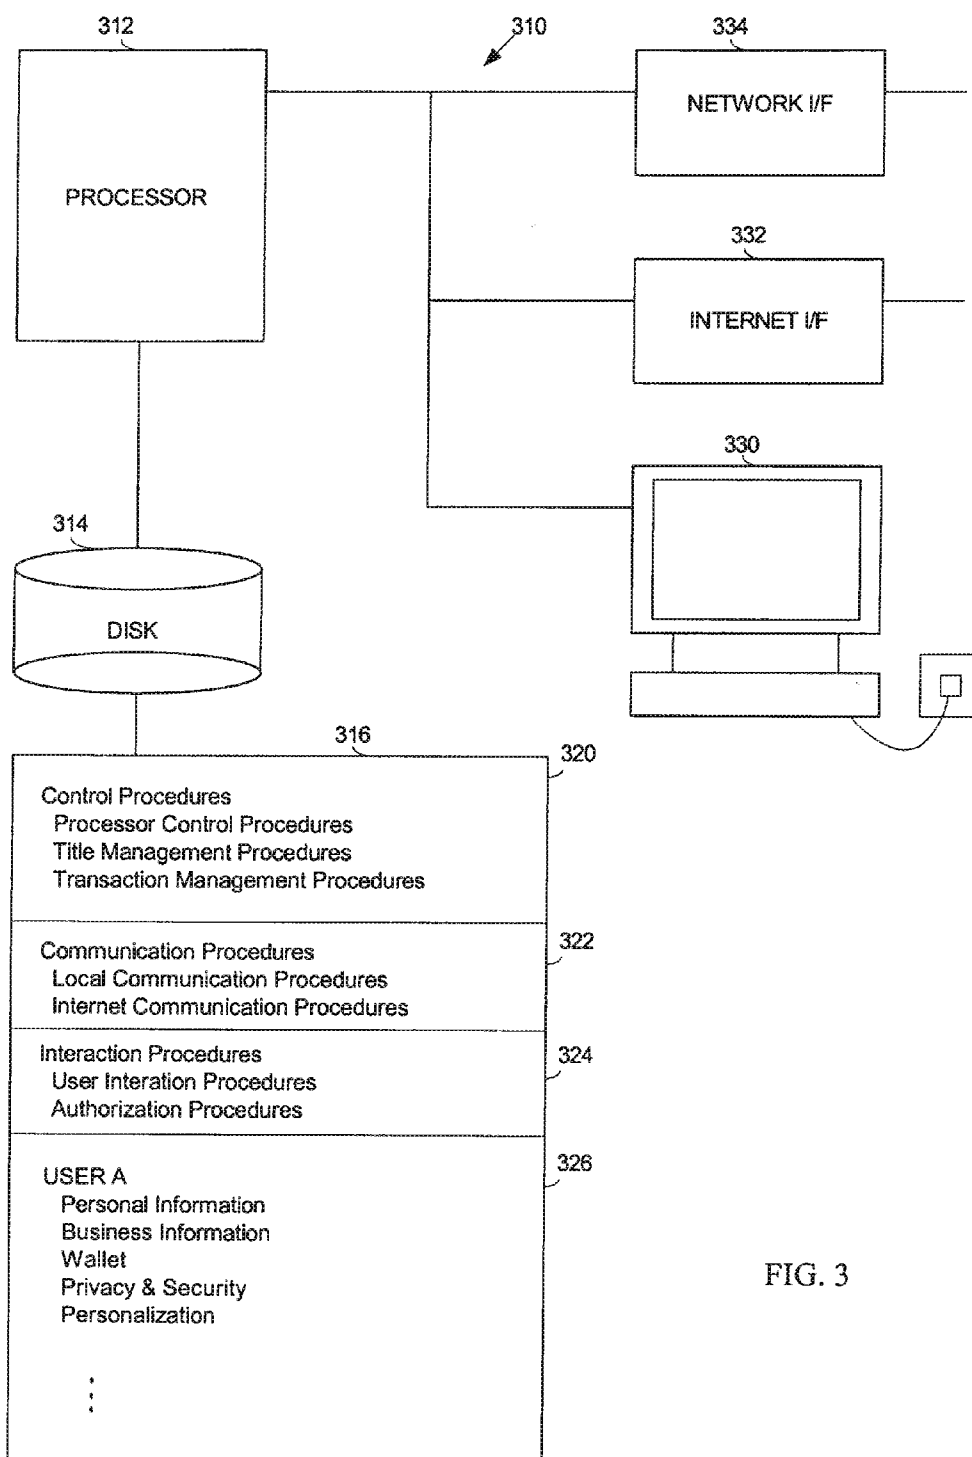 312
310
334
PROCESSOR
NETWORK I/F
332
INTERNET I/F
330
314
DISK
316
320
Control Procedures
Processor Control Procedures
Title Management Procedures
Transaction Management Procedures
322
Communication Procedures
Local Communication Procedures
Internet Communication Procedures
324
Interaction Procedures
User Interation Procedures
Authorization Procedures
326
USER A
Personal Information
Business Information
Wallet
Privacy & Security
Personalization
FIG. 3